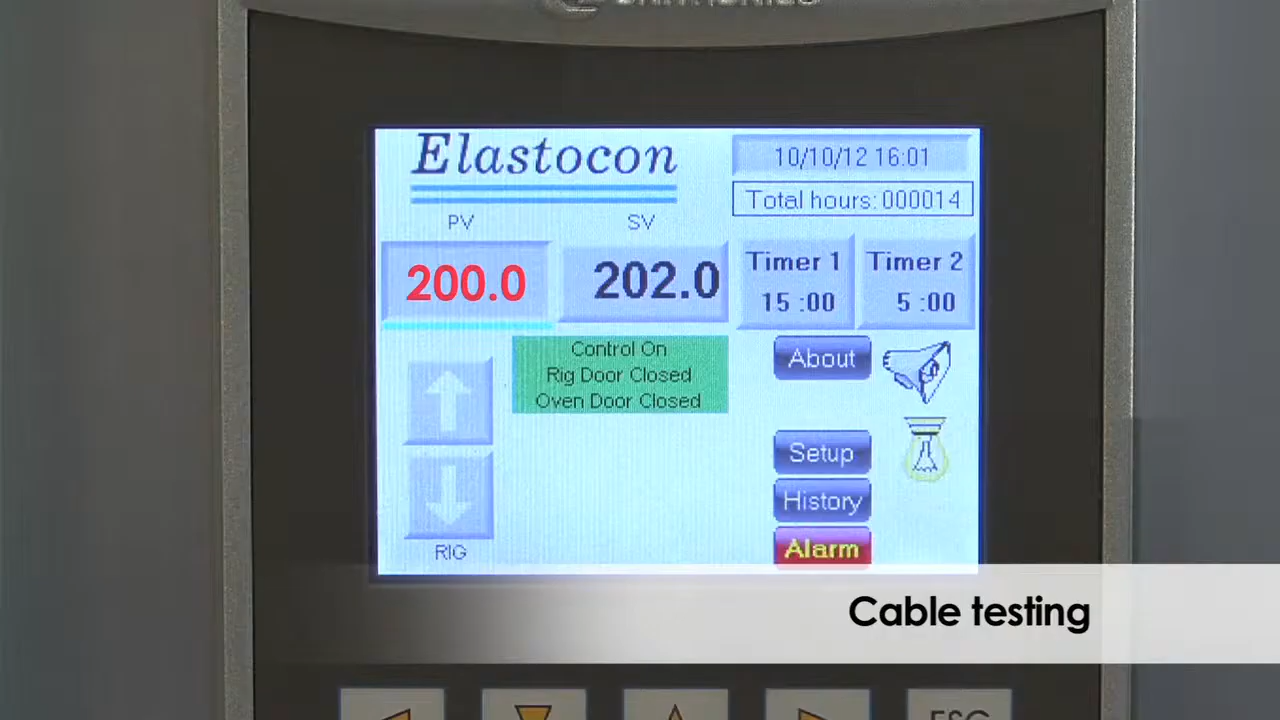 Elastocon
10/10/12 16:01
Total hours: 000014
PV
SV
200.0
202.0
Timer 1
15 :00
Timer 2
5 :00
Control On
Rig Door Closed
Oven Door Closed
About
Setup
History
Alarm
RIG
Cable testing
ESC